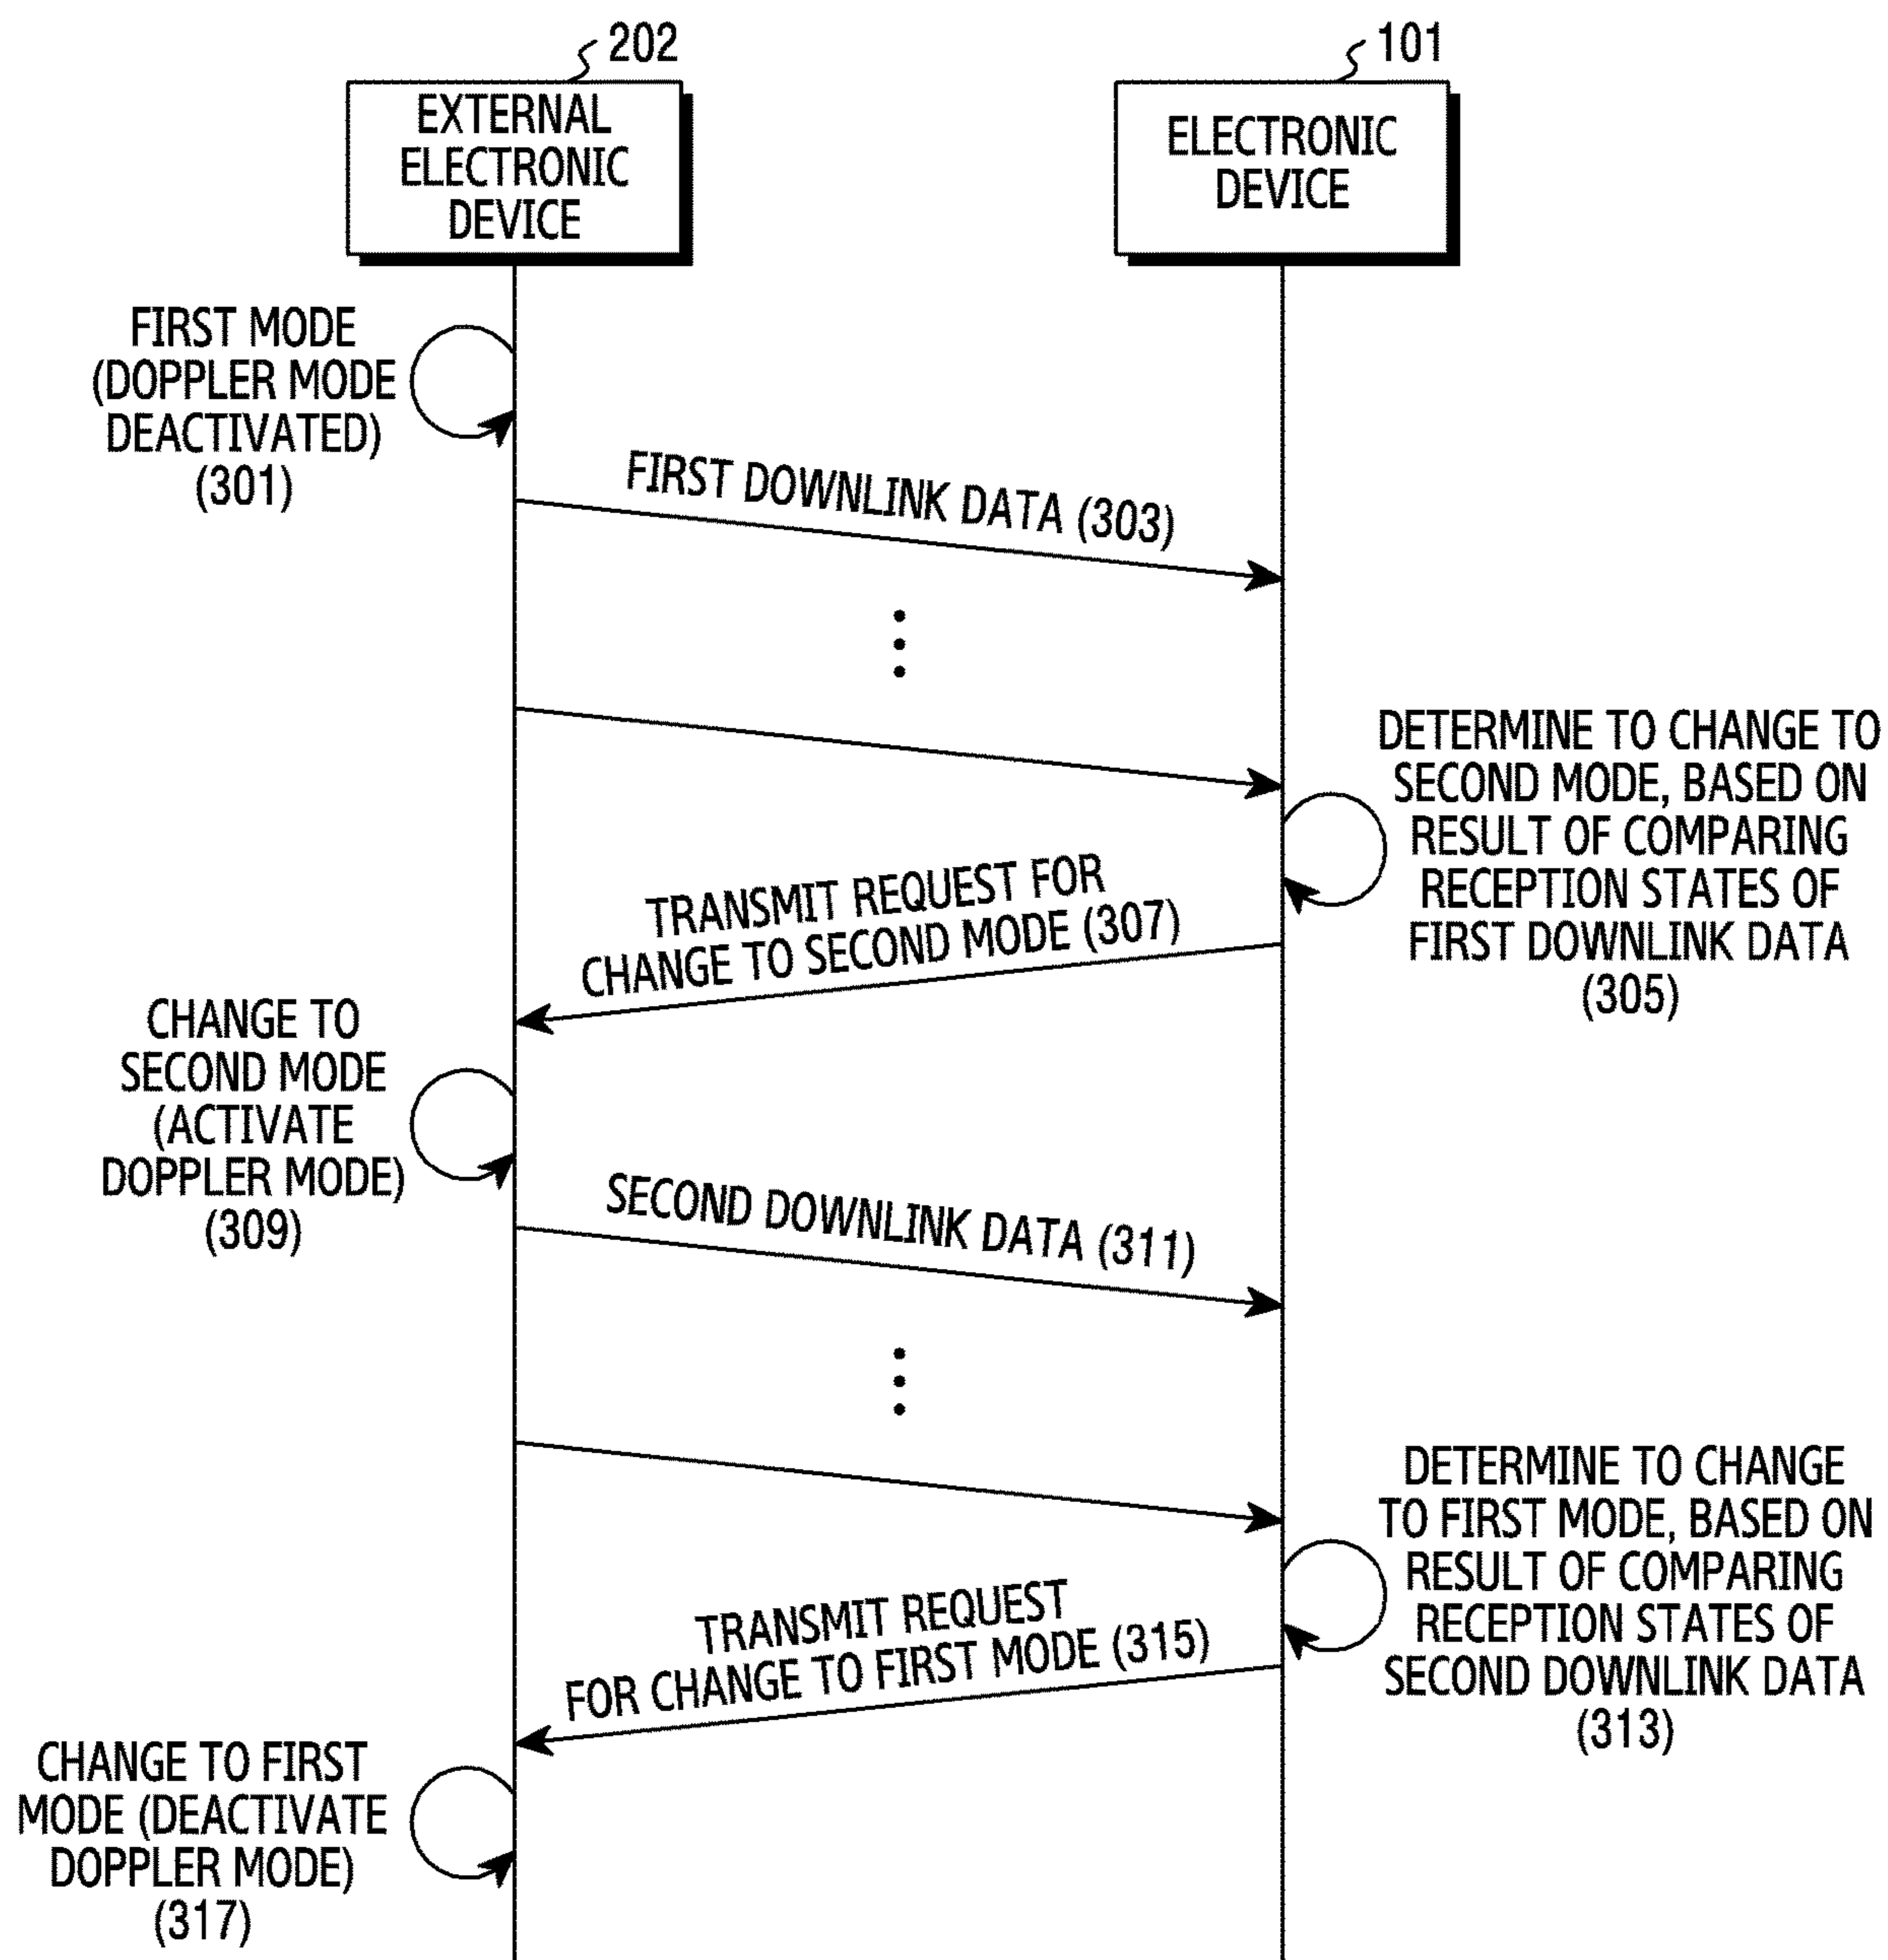 202
101
EXTERNAL
ELECTRONIC
DEVICE
ELECTRONIC
DEVICE
FIRST MODE
(DOPPLER MODE
DEACTIVATED)
(301)
FIRST DOWNLINK DATA (303)
DETERMINE TO CHANGE TO
SECOND MODE, BASED ON
RESULT OF COMPARING
RECEPTION STATES OF
FIRST DOWNLINK DATA
(305)
TRANSMIT REQUEST FOR
CHANGE TO SECOND MODE (307)
CHANGE TO
SECOND MODE
(ACTIVATE
DOPPLER MODE)
(309)
SECOND DOWNLINK DATA (311)
DETERMINE TO CHANGE
TO FIRST MODE, BASED ON
RESULT OF COMPARING
RECEPTION STATES OF
SECOND DOWNLINK DATA
(313)
TRANSMIT REQUEST
FOR CHANGE TO FIRST MODE (315)
CHANGE TO FIRST
MODE (DEACTIVATE
DOPPLER MODE)
(317)